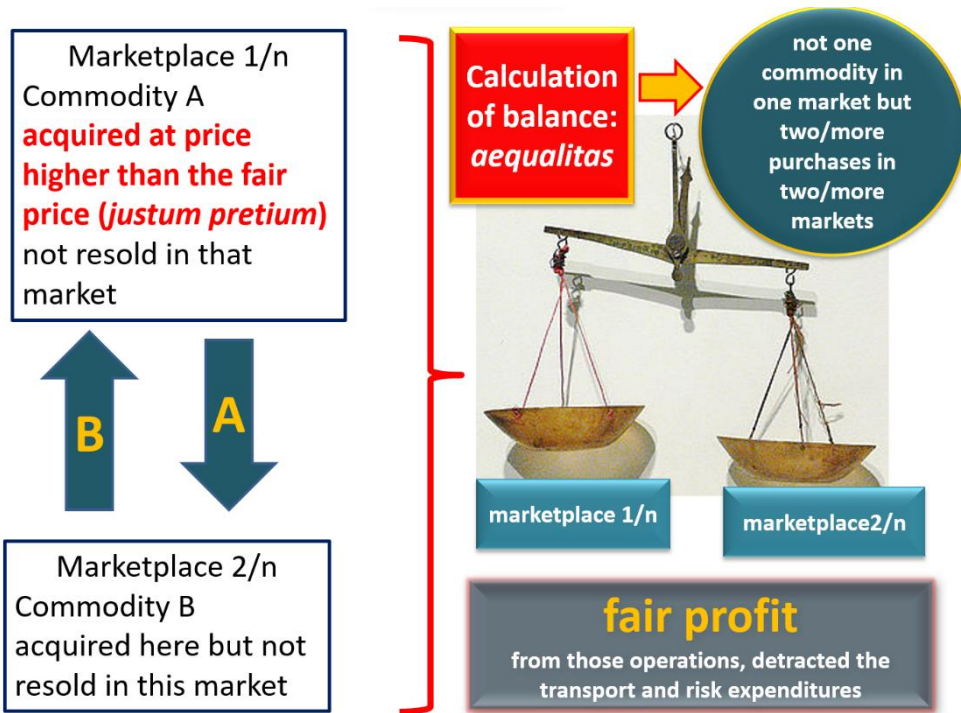 Marketplace 1/n
Commodity A
acquired at price
higher than the fair
price (justum pretium)
not resold in that
market
B
A
Marketplace 2/n
Commodity B
acquired here but not
resold in this market
Calculation
of balance:
aequalitas
not one
commodity in
one market but
two/more
purchases in
two/more
markets
marketplace 1/n
marketplace2/n
fair profit
from those operations, detracted the
transport and risk expenditures